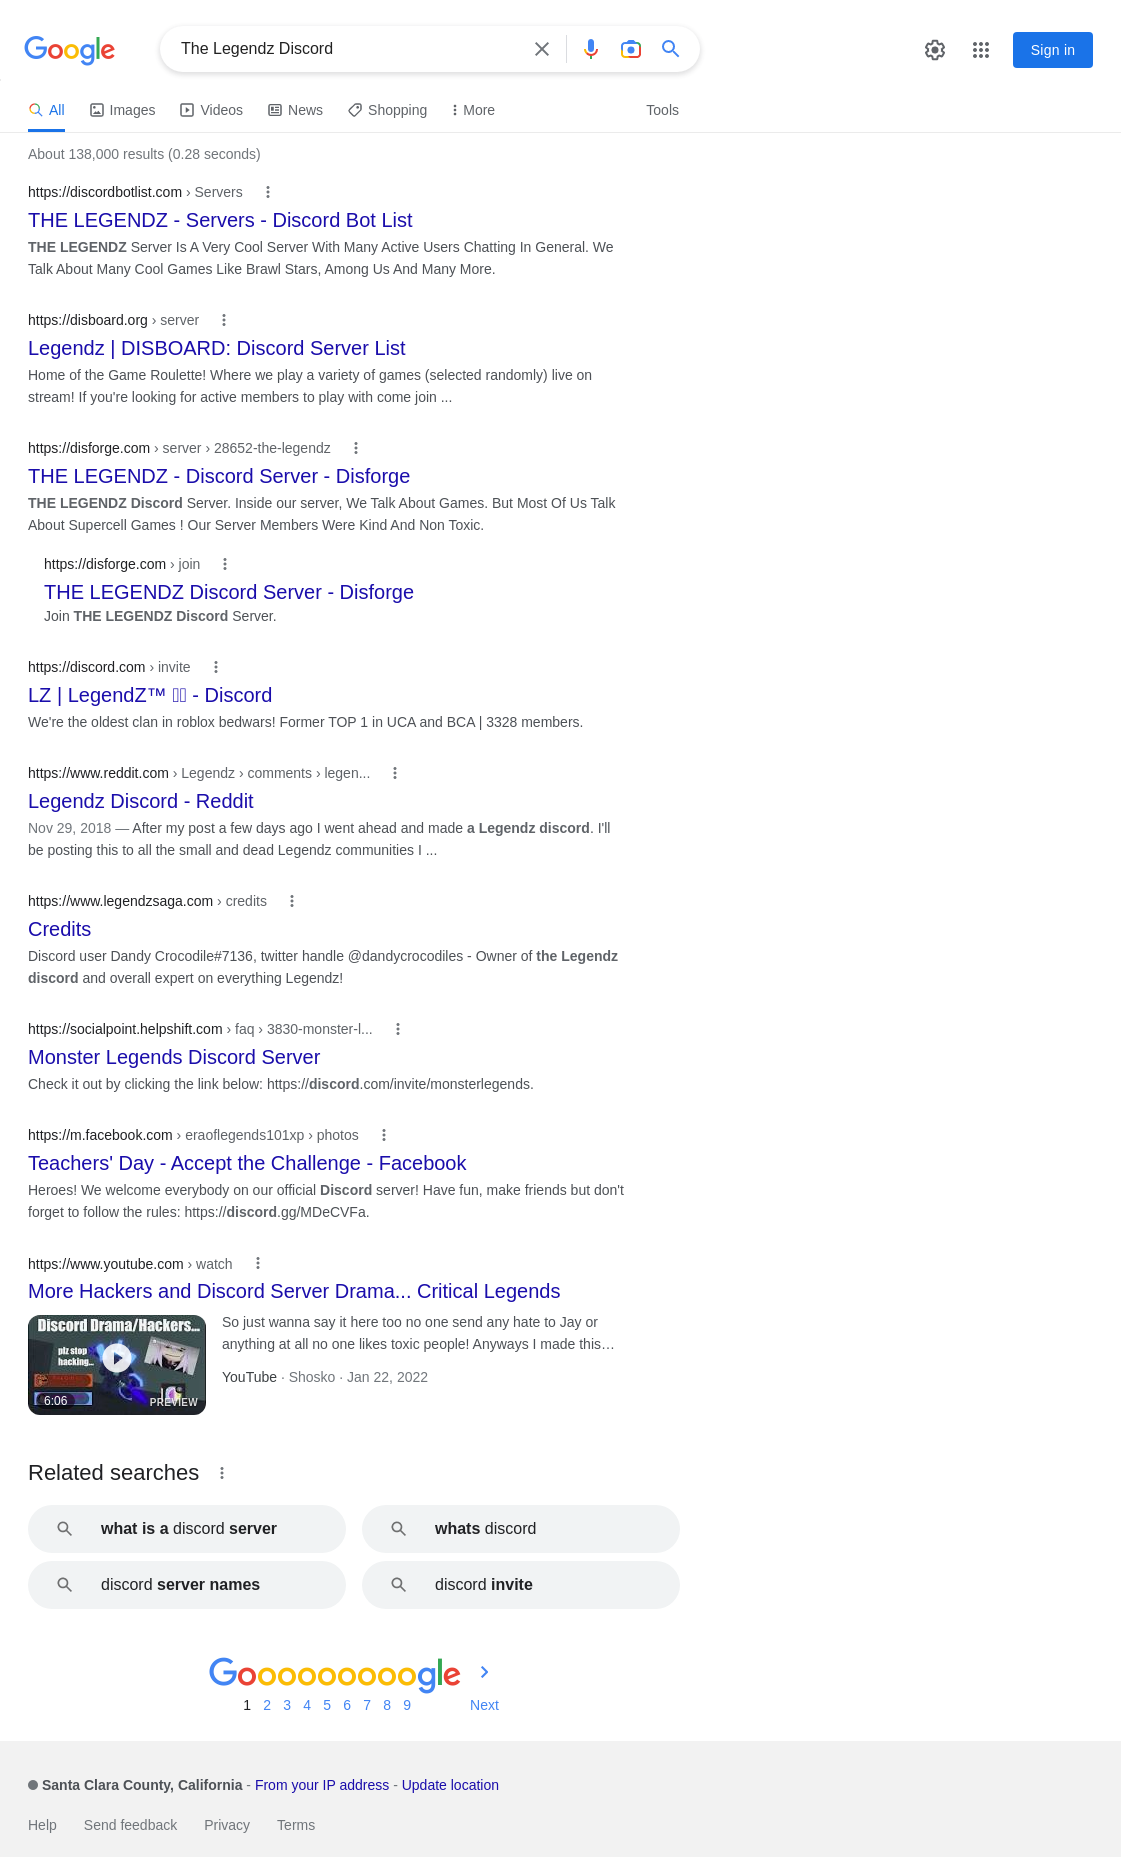 Google
The Legendz Discord
Sign in
All Images Videos News Shopping More Tools
About 138,000 results (0.28 seconds)
https://discordbotlist.com › Servers
THE LEGENDZ - Servers - Discord Bot List
THE LEGENDZ Server Is A Very Cool Server With Many Active Users Chatting In General. We
Talk About Many Cool Games Like Brawl Stars, Among Us And Many More.
https://disboard.org › server
Legendz | DISBOARD: Discord Server List
Home of the Game Roulette! Where we play a variety of games (selected randomly) live on
stream! If you're looking for active members to play with come join ...
https://disforge.com › server › 28652-the-legendz
THE LEGENDZ - Discord Server - Disforge
THE LEGENDZ Discord Server. Inside our server, We Talk About Games. But Most Of Us Talk
About Supercell Games ! Our Server Members Were Kind And Non Toxic.
https://disforge.com › join
THE LEGENDZ Discord Server - Disforge
Join THE LEGENDZ Discord Server.
https://discord.com › invite
LZ | LegendZ™ - Discord
We're the oldest clan in roblox bedwars! Former TOP 1 in UCA and BCA | 3328 members.
https://www.reddit.com › Legendz › comments › legen...
Legendz Discord - Reddit
Nov 29, 2018 — After my post a few days ago I went ahead and made a Legendz discord. I'll
be posting this to all the small and dead Legendz communities I ...
https://www.legendzsaga.com › credits
Credits
Discord user Dandy Crocodile#7136, twitter handle @dandycrocodiles - Owner of the Legendz
discord and overall expert on everything Legendz!
https://socialpoint.helpshift.com › faq › 3830-monster-l...
Monster Legends Discord Server
Check it out by clicking the link below: https://discord.com/invite/monsterlegends.
https://m.facebook.com › eraoflegends101xp › photos
Teachers' Day - Accept the Challenge - Facebook
Heroes! We welcome everybody on our official Discord server! Have fun, make friends but don't
forget to follow the rules: https://discord.gg/MDeCVFa.
https://www.youtube.com › watch
More Hackers and Discord Server Drama... Critical Legends
Discord Drama/Hackers...
plz stop
hacking...
6:06
PREVIEW
So just wanna say it here too no one send any hate to Jay or
anything at all no one likes toxic people! Anyways I made this…
YouTube · Shosko · Jan 22, 2022
Related searches
what is a discord server
whats discord
discord server names
discord invite
Gooooooooogle
1 2 3 4 5 6 7 8 9 Next
Santa Clara County, California - From your IP address - Update location
Help Send feedback Privacy Terms